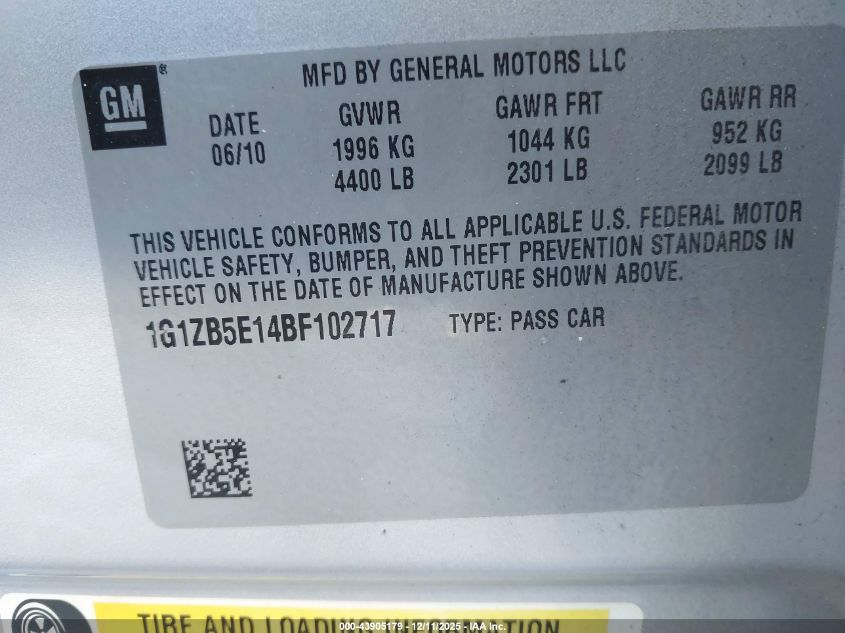 GM ®
MFD BY GENERAL MOTORS LLC
DATE GVWR GAWR FRT GAWR RR
06/10 1996 KG 1044 KG 952 KG
4400 LB 2301 LB 2099 LB
THIS VEHICLE CONFORMS TO ALL APPLICABLE U.S. FEDERAL MOTOR
VEHICLE SAFETY, BUMPER, AND THEFT PREVENTION STANDARDS IN
EFFECT ON THE DATE OF MANUFACTURE SHOWN ABOVE.
1G1ZB5E14BF102717 TYPE: PASS CAR
TIRE AND
000-43905179 - 12/11/2025 - IAA Inc.